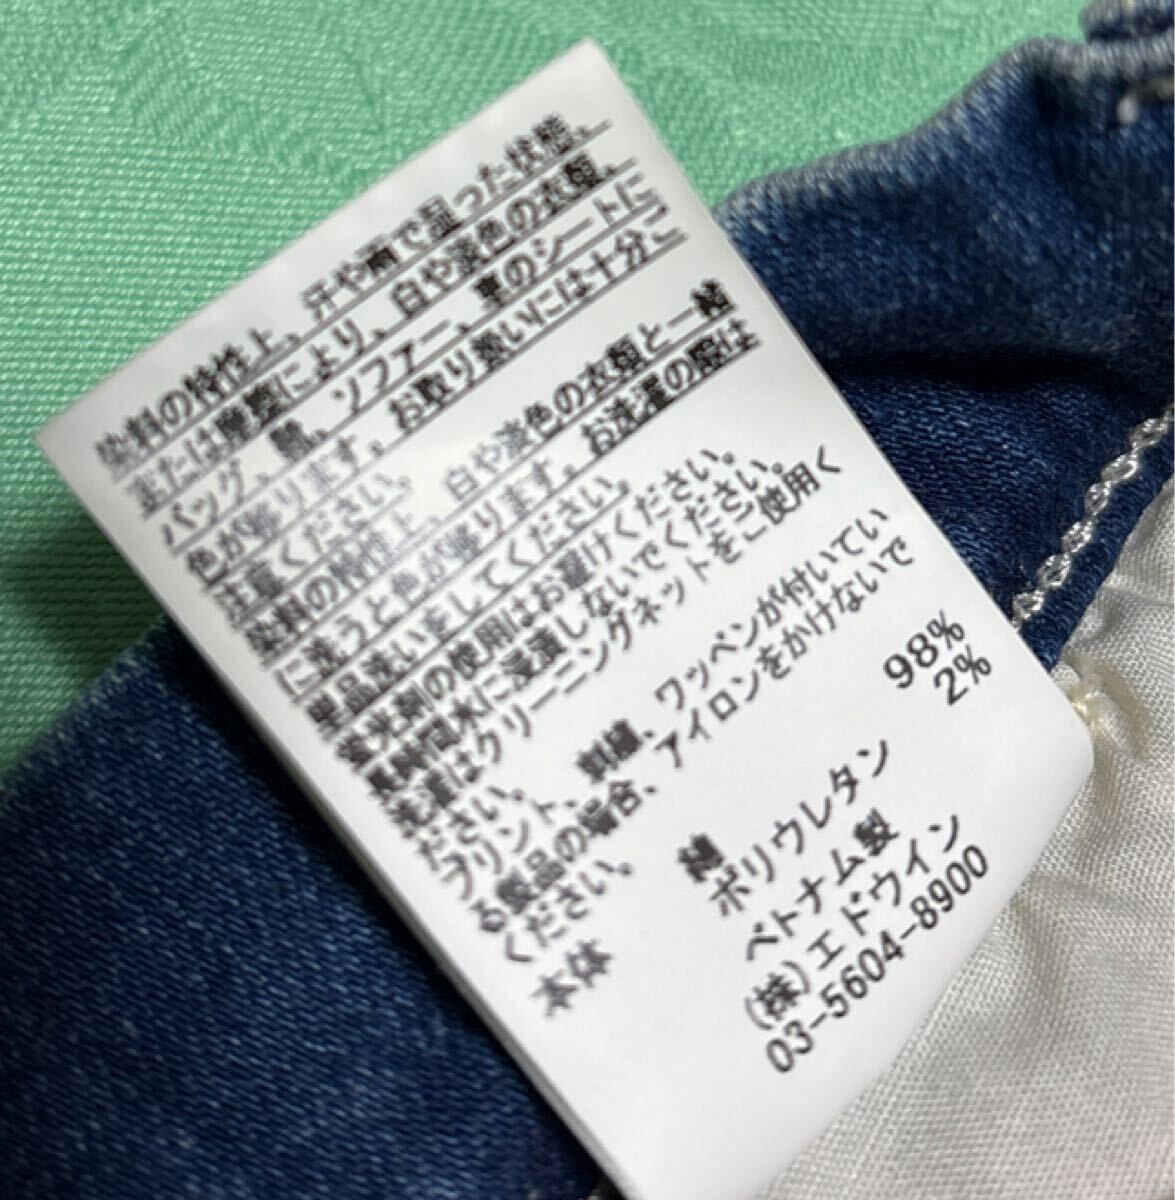 染料の特性上、汗や雨で湿った状態、
または摩擦により、白や淡色の衣類、
バッグ、靴、ソファー、車のシートに
色が移ります。お取り扱いには十分ご
注意ください。
染料の特性上、白や淡色の衣類と一緒
に洗うと色が移ります。お洗濯の際は
単品洗いをしてください。
蛍光剤の使用はお避けください。
長時間水に浸漬しないでください。
洗濯はクリーニングネットをご使用く
ださい。
プリント、刺繍、ワッペンが付いてい
る製品の場合、アイロンをかけないで
ください。
本体 綿 98%
ポリウレタン 2%
ベトナム製
(株)エドウイン
03-5604-8900